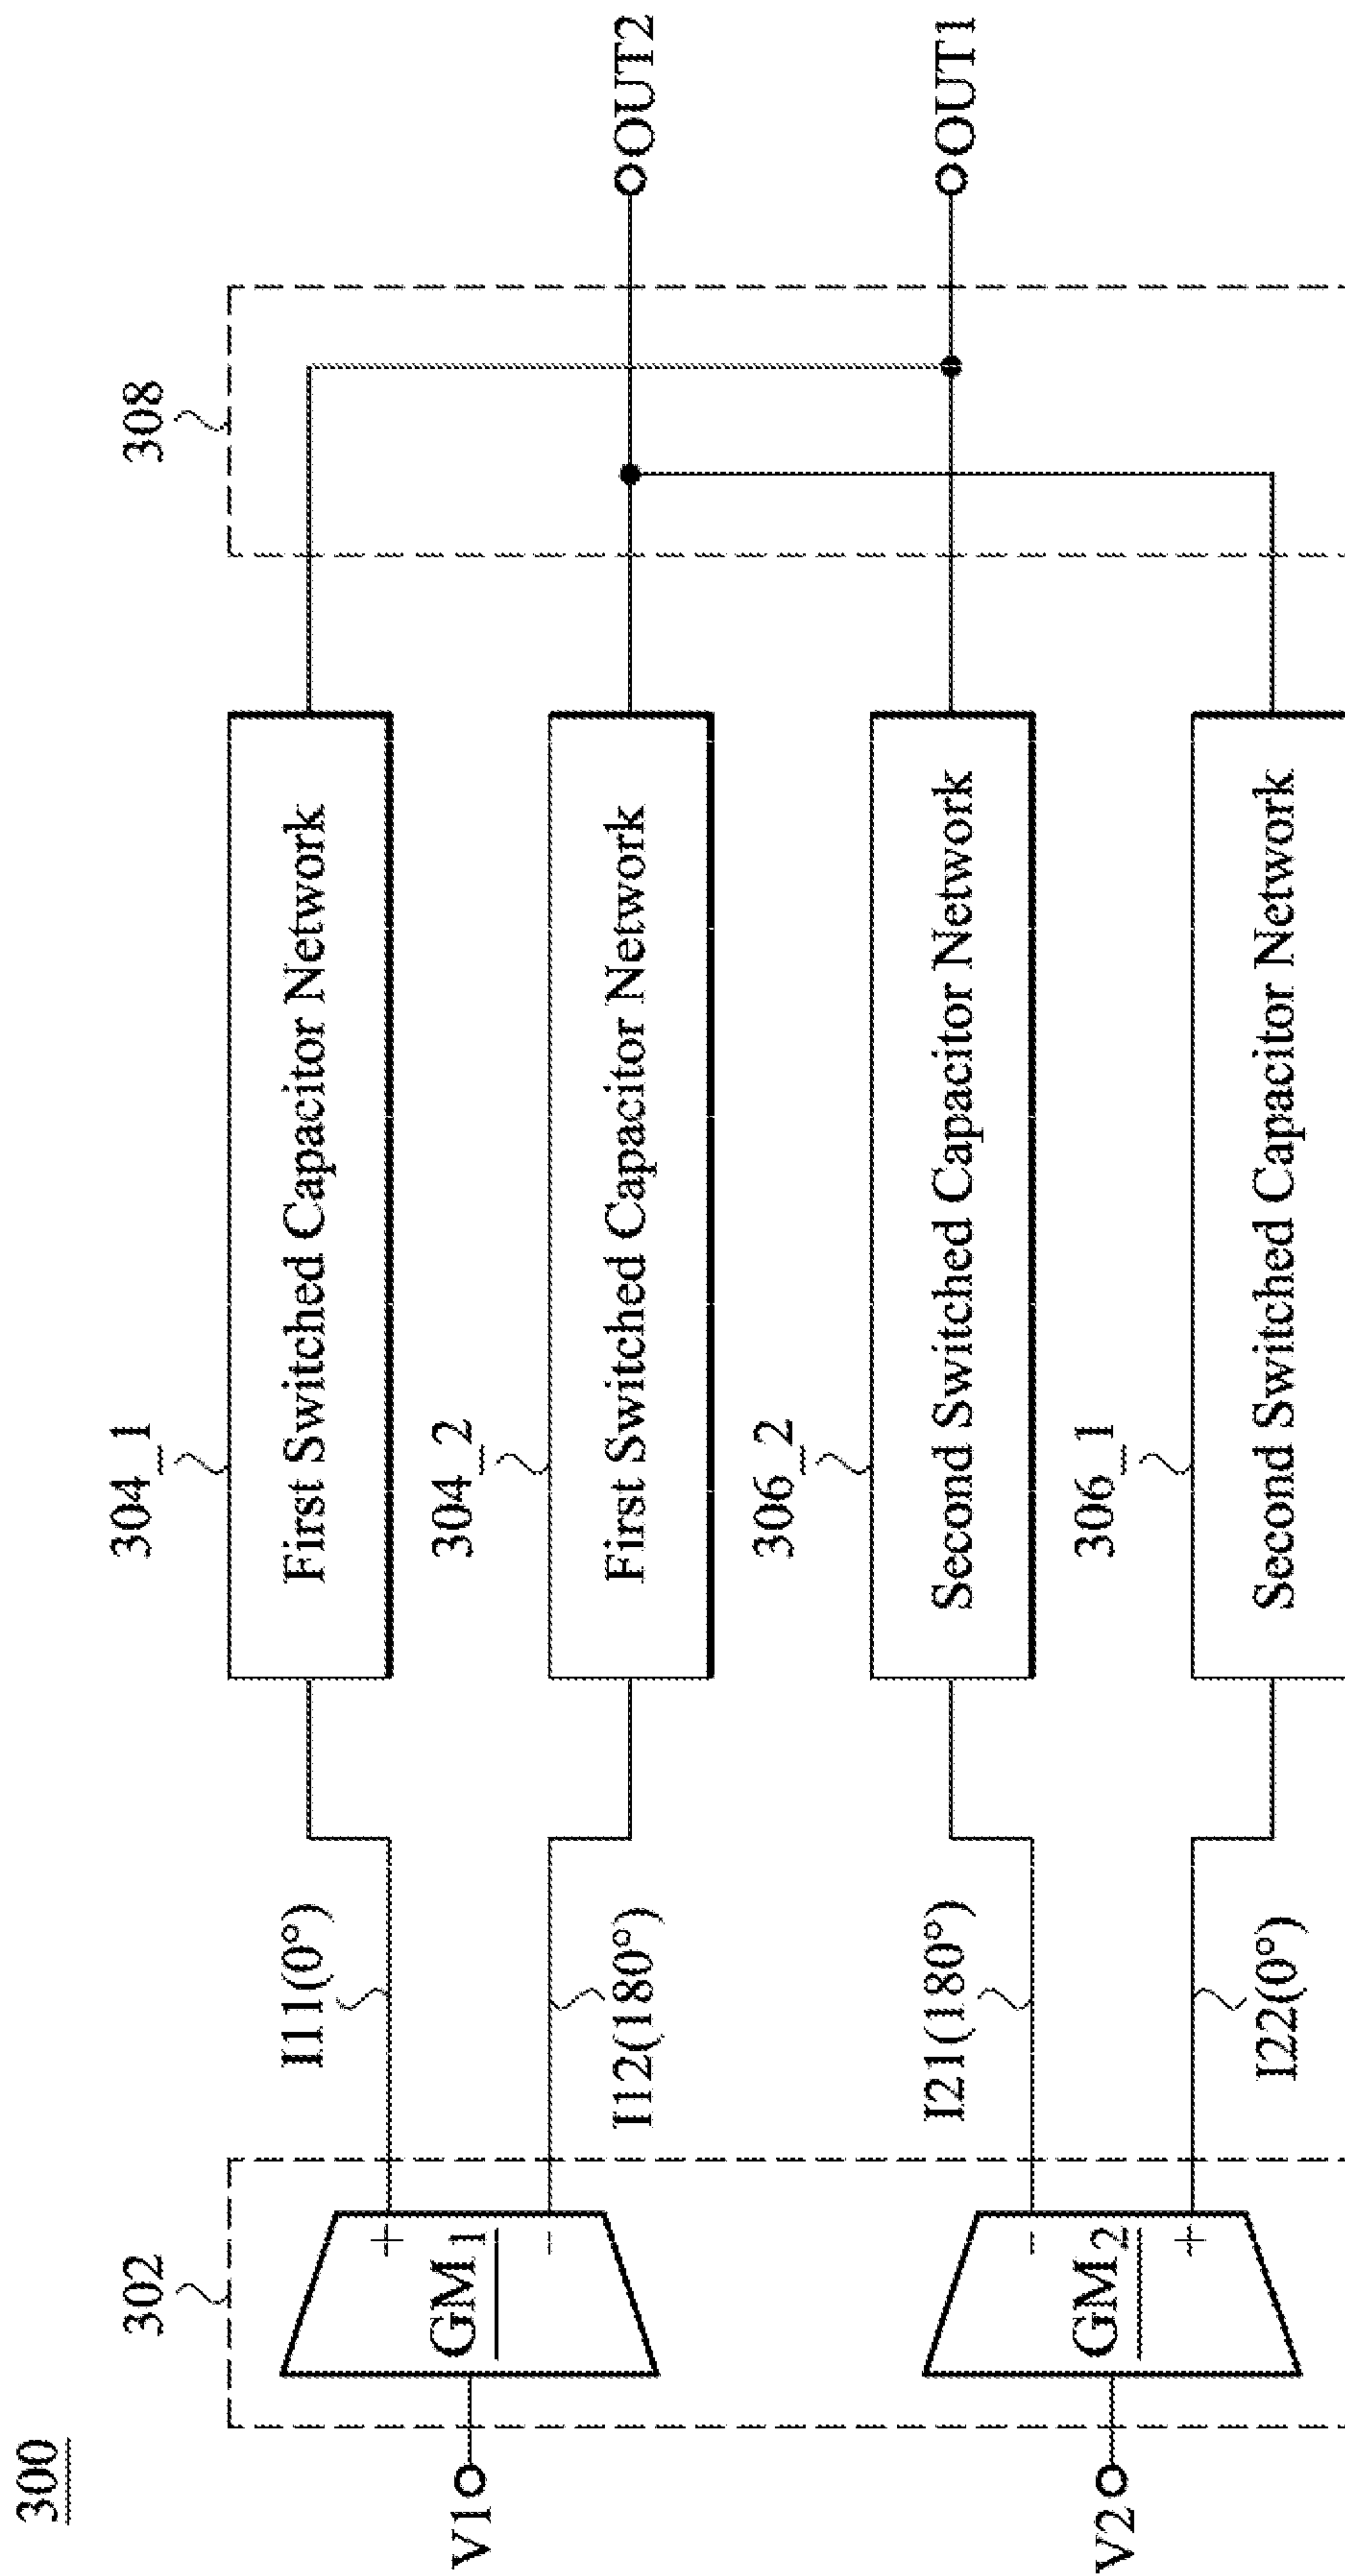 300
302
304_1
308
First Switched Capacitor Network
V1
GM1
+
−
I11(0°)
I12(180°)
304_2
First Switched Capacitor Network
OUT2
306_2
Second Switched Capacitor Network
OUT1
V2
GM2
−
+
I21(180°)
I22(0°)
306_1
Second Switched Capacitor Network